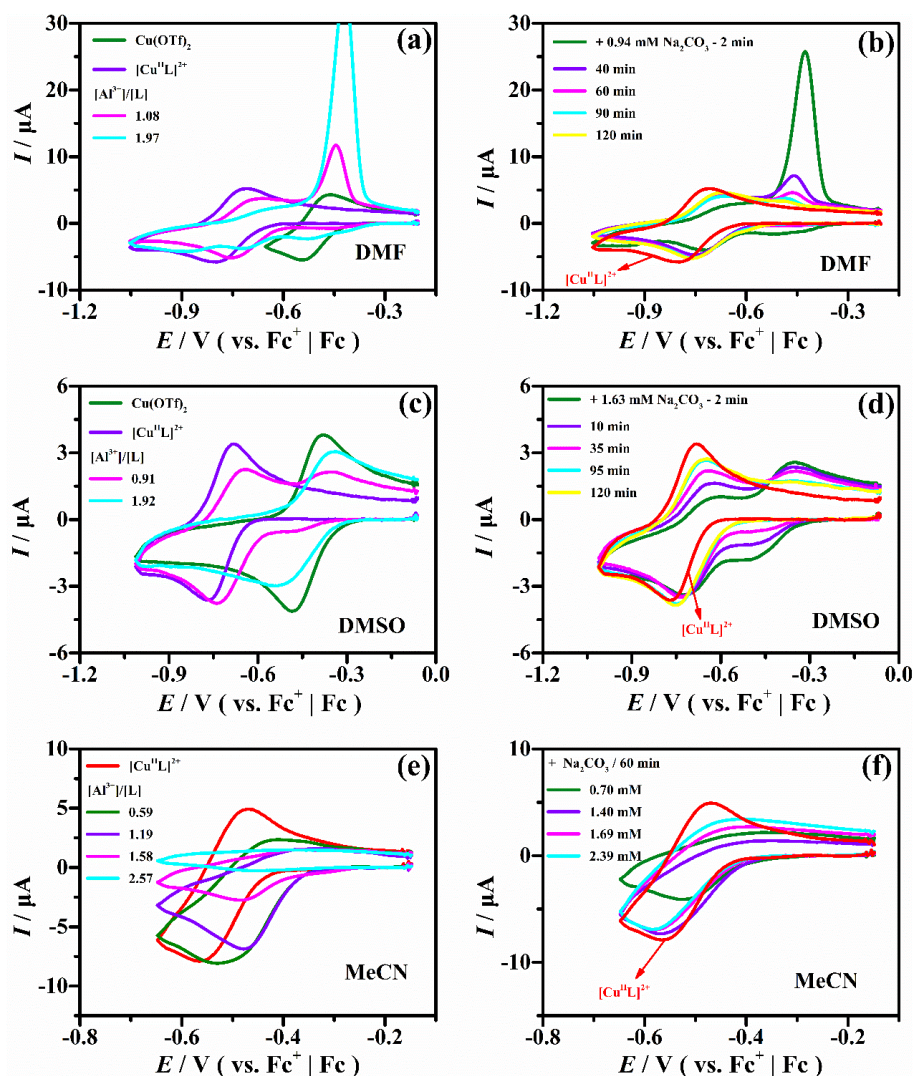 (a)
Cu(OTf)₂
[CuᴵᴵL]²⁺
[Al³⁺]/[L]
1.08
1.97
DMF
30
20
10
0
-5
-10
I / μA
-1.2 -0.9 -0.6 -0.3 0.0
E / V ( vs. Fc⁺ | Fc )
(b)
+ 0.94 mM Na₂CO₃ - 2 min
40 min
60 min
90 min
120 min
[CuᴵᴵL]²⁺
DMF
30
20
10
0
-10
I / μA
-1.2 -0.9 -0.6 -0.3 0.0
E / V ( vs. Fc⁺ | Fc )
(c)
Cu(OTf)₂
[CuᴵᴵL]²⁺
[Al³⁺]/[L]
0.91
1.92
DMSO
6
3
0
-3
-6
I / μA
-1.2 -0.9 -0.6 -0.3 0.0
E / V ( vs. Fc⁺ | Fc )
(d)
+ 1.63 mM Na₂CO₃ - 2 min
10 min
35 min
95 min
120 min
[CuᴵᴵL]²⁺
DMSO
6
3
0
-3
-6
I / μA
-1.2 -0.9 -0.6 -0.3 0.0
E / V ( vs. Fc⁺ | Fc )
(e)
[CuᴵᴵL]²⁺
[Al³⁺]/[L]
0.59
1.19
1.58
2.57
MeCN
10
5
0
-5
-10
I / μA
-0.8 -0.6 -0.4 -0.2
E / V ( vs. Fc⁺ | Fc )
(f)
+ Na₂CO₃ / 60 min
0.70 mM
1.40 mM
1.69 mM
2.39 mM
[CuᴵᴵL]²⁺
MeCN
10
5
0
-5
-10
I / μA
-0.8 -0.6 -0.4 -0.2
E / V ( vs. Fc⁺ | Fc )